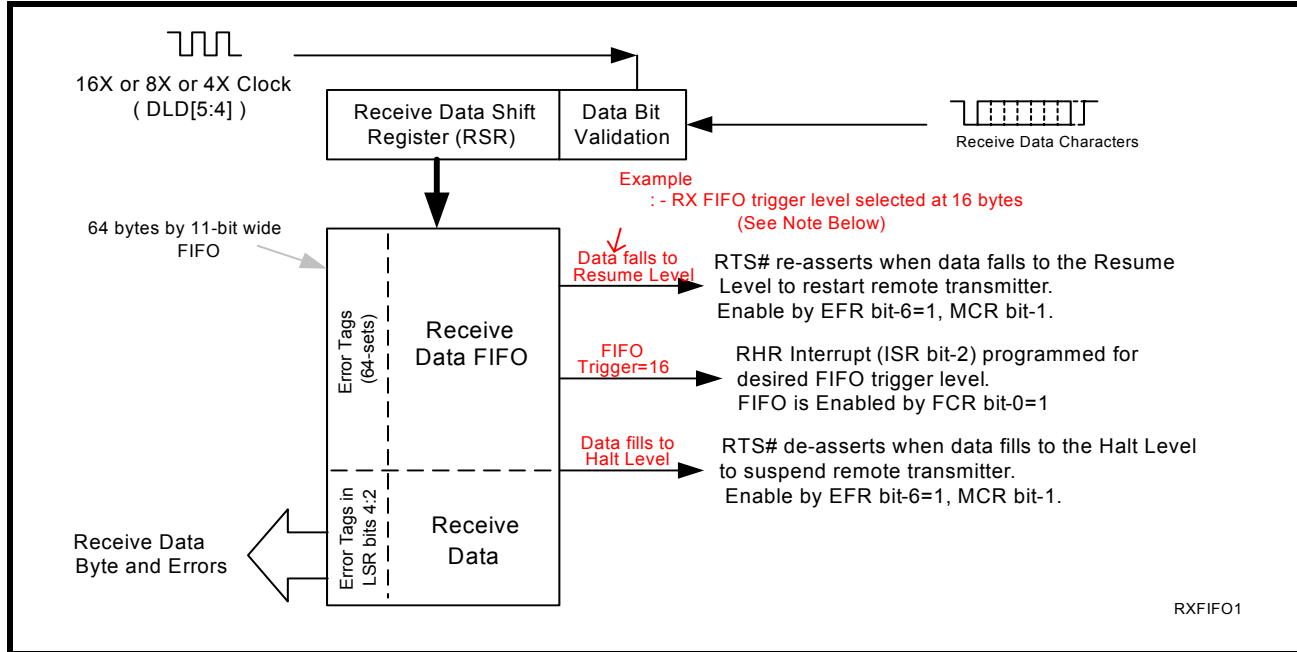 16X or 8X or 4X Clock
( DLD[5:4] )
Receive Data Shift
Register (RSR)
Data Bit
Validation
Receive Data Characters
Example
: - RX FIFO trigger level selected at 16 bytes
(See Note Below)
64 bytes by 11-bit wide
FIFO
Data falls to
Resume Level
RTS# re-asserts when data falls to the Resume
Level to restart remote transmitter.
Enable by EFR bit-6=1, MCR bit-1.
Error Tags
(64-sets)
Receive
Data FIFO
FIFO
Trigger=16
RHR Interrupt (ISR bit-2) programmed for
desired FIFO trigger level.
FIFO is Enabled by FCR bit-0=1
Data fills to
Halt Level
RTS# de-asserts when data fills to the Halt Level
to suspend remote transmitter.
Enable by EFR bit-6=1, MCR bit-1.
Error Tags in
LSR bits 4:2
Receive
Data
Receive Data
Byte and Errors
RXFIFO1